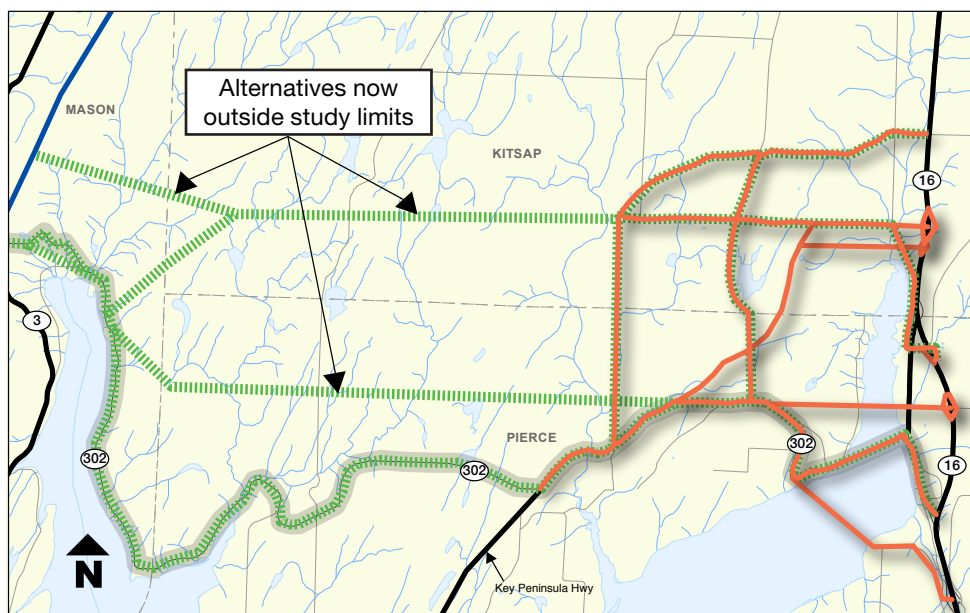 Alternatives now
outside study limits
MASON
KITSAP
16
3
PIERCE
302
302
302
16
N
Key Peninsula Hwy